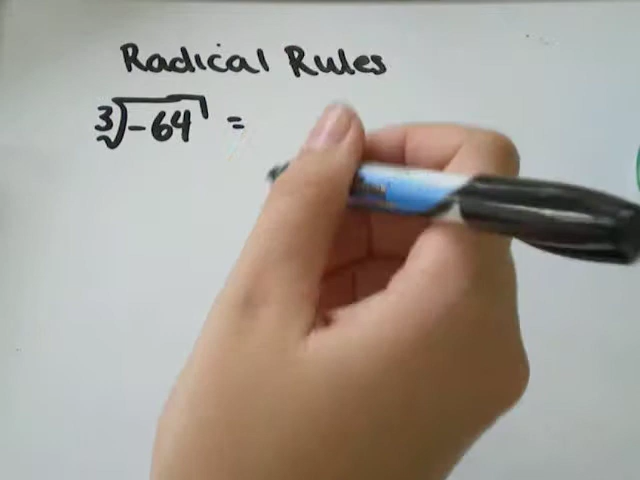 Radical Rules
∛-64 =